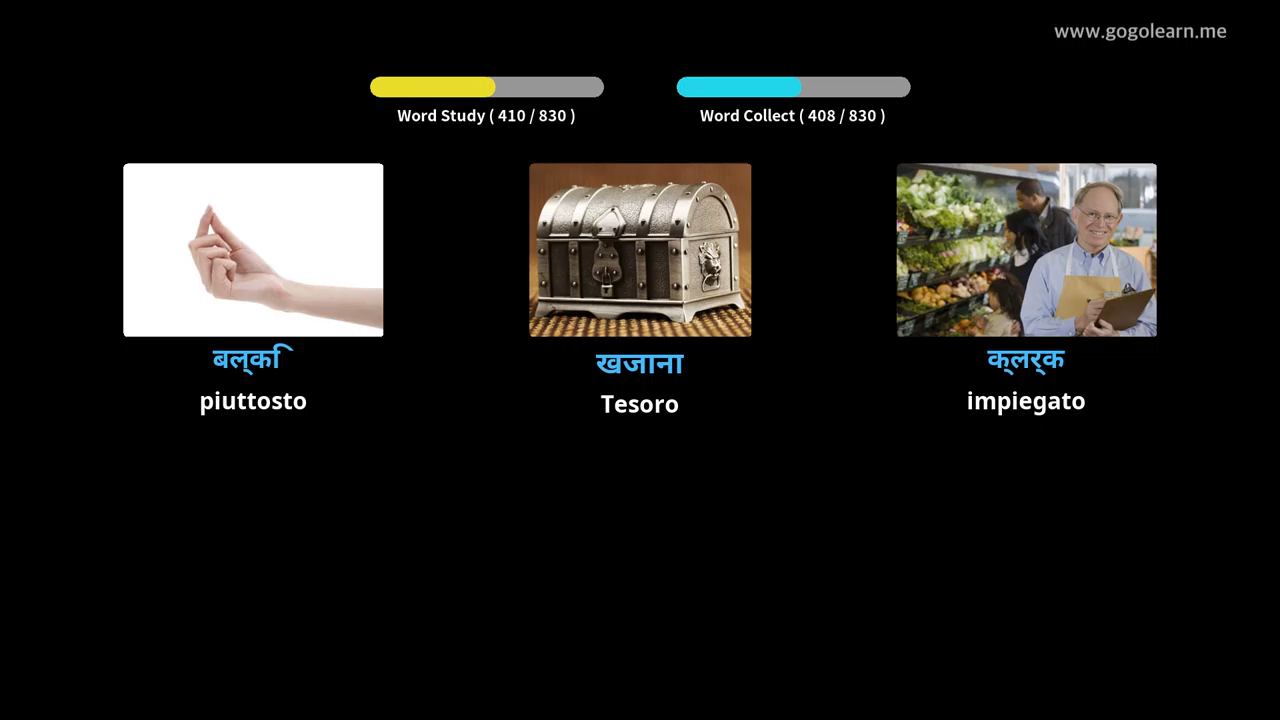 www.gogolearn.me
Word Study ( 410 / 830 )
Word Collect ( 408 / 830 )
बल्कि
piuttosto
खजाना
Tesoro
क्लर्क
impiegato